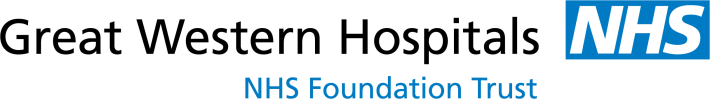 Great Western Hospitals NHS
NHS Foundation Trust